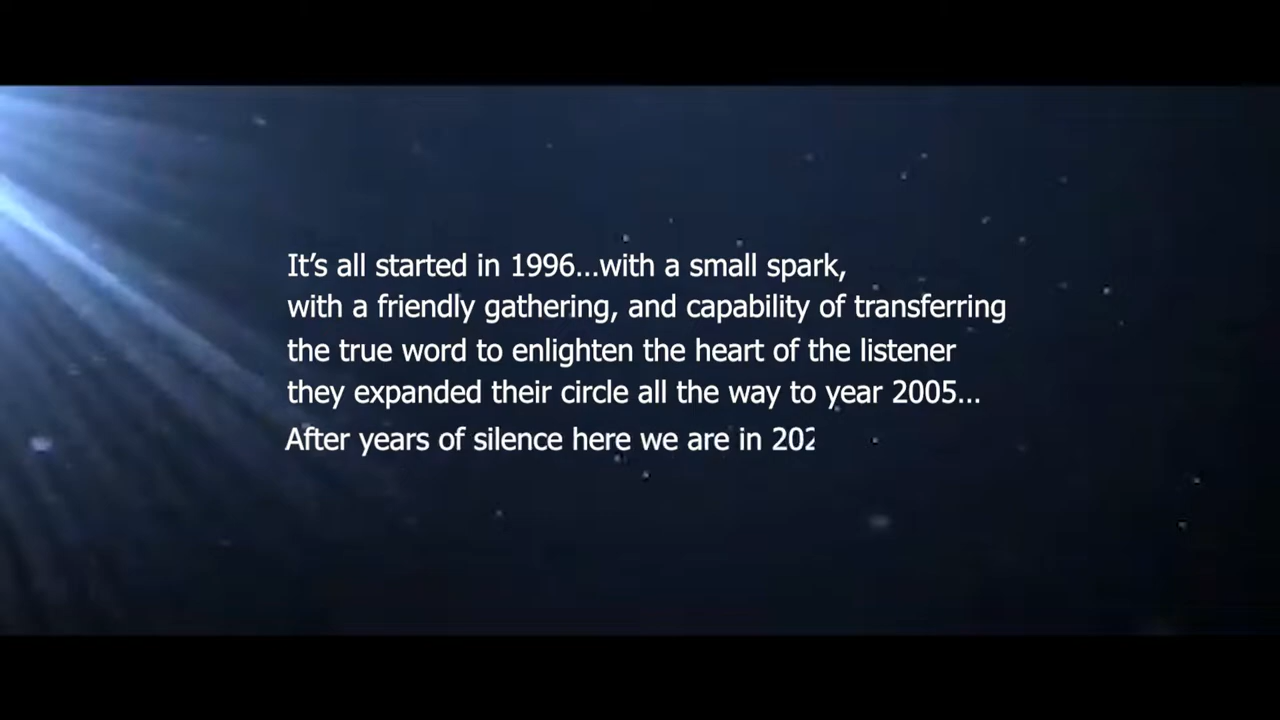 It’s all started in 1996...with a small spark,
with a friendly gathering, and capability of transferring
the true word to enlighten the heart of the listener
they expanded their circle all the way to year 2005...
After years of silence here we are in 202